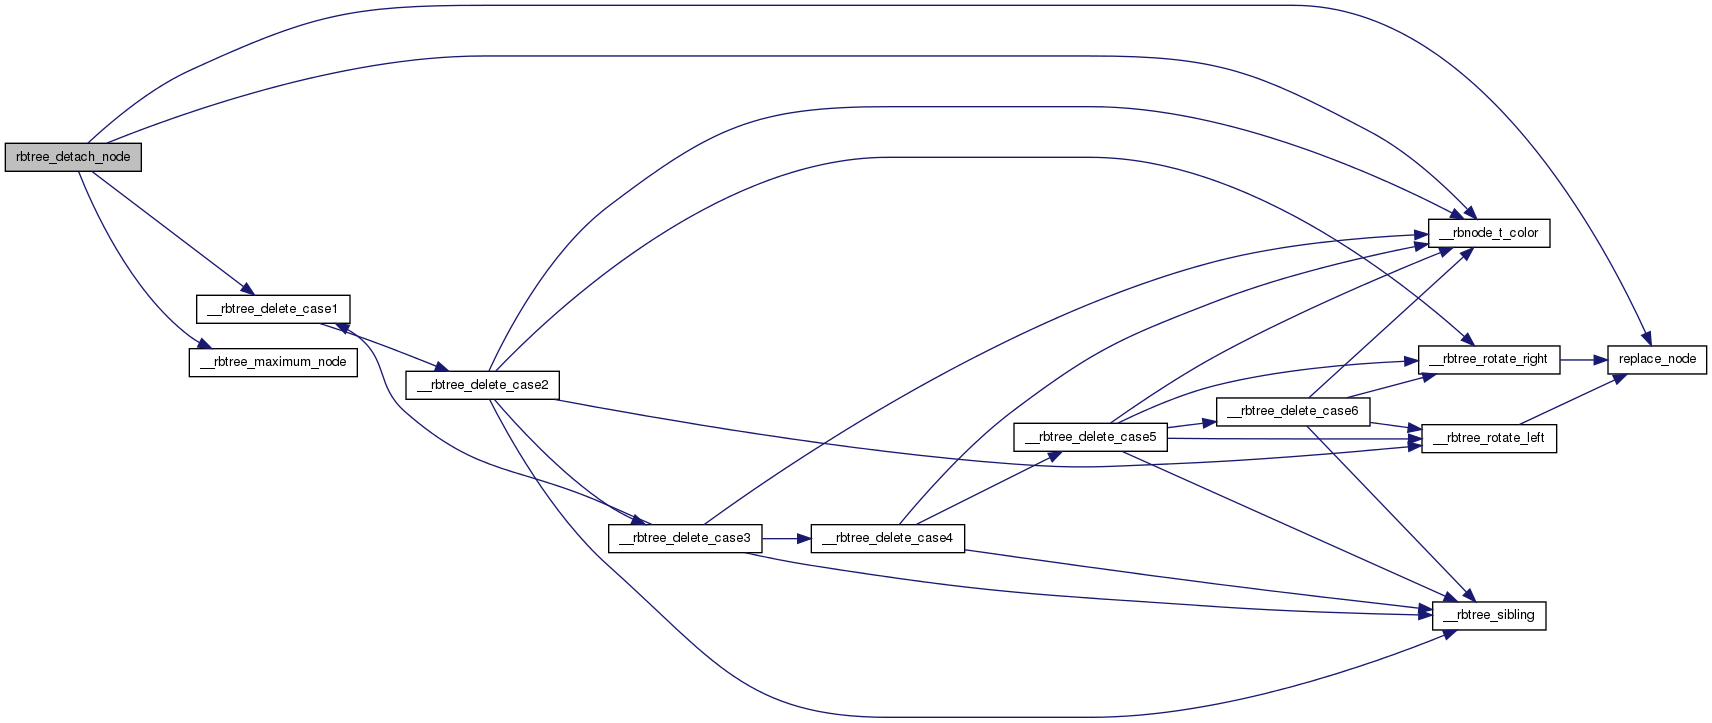 rbtree_detach_node
__rbnode_t_color
__rbtree_delete_case1
__rbtree_maximum_node
__rbtree_rotate_right
replace_node
__rbtree_delete_case2
__rbtree_delete_case6
__rbtree_delete_case5
__rbtree_rotate_left
__rbtree_delete_case3
__rbtree_delete_case4
__rbtree_sibling